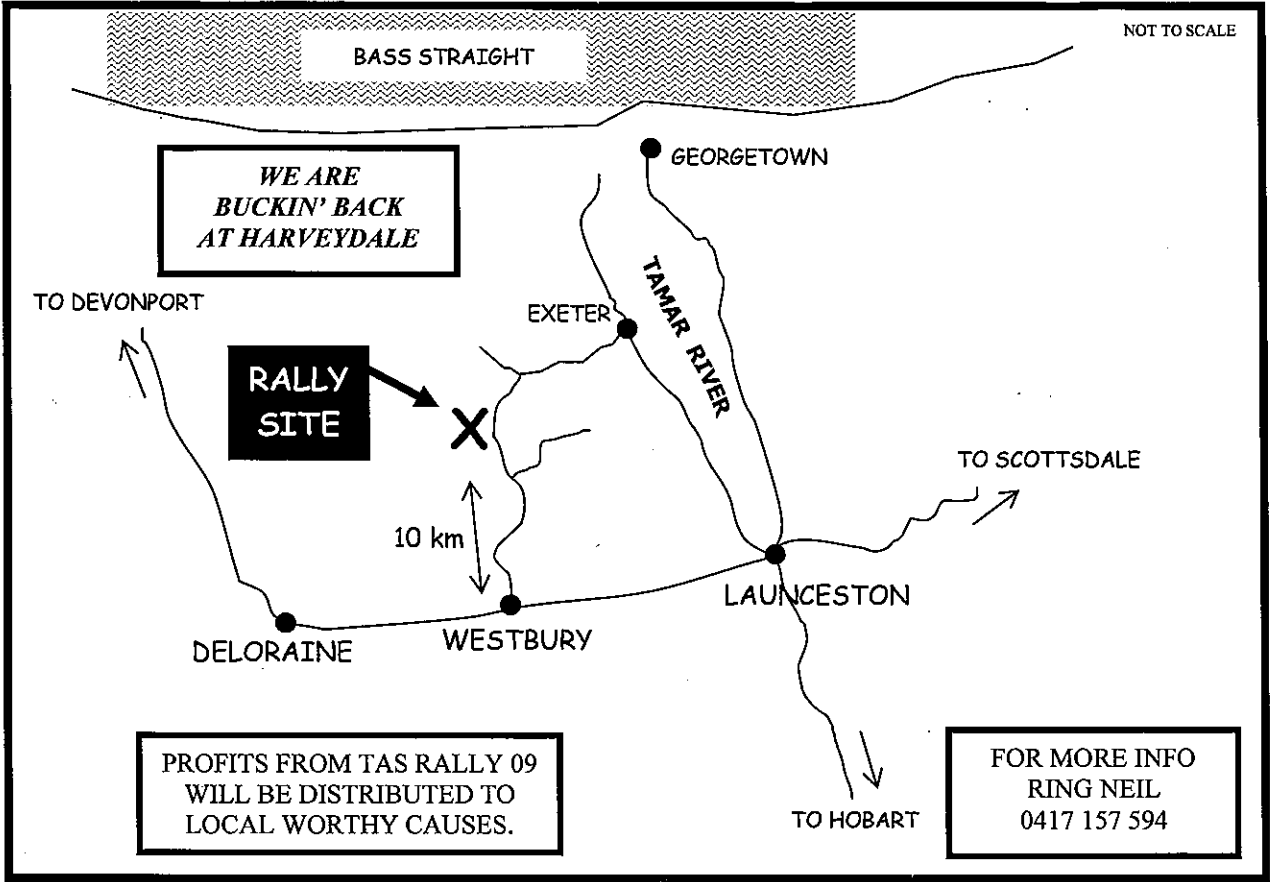 NOT TO SCALE
BASS STRAIGHT
GEORGETOWN
WE ARE
BUCKIN' BACK
AT HARVEYDALE
TO DEVONPORT
EXETER
TAMAR RIVER
RALLY
SITE
X
TO SCOTTSDALE
10 km
LAUNCESTON
WESTBURY
DELORAINE
PROFITS FROM TAS RALLY 09
WILL BE DISTRIBUTED TO
LOCAL WORTHY CAUSES.
TO HOBART
FOR MORE INFO
RING NEIL
0417 157 594